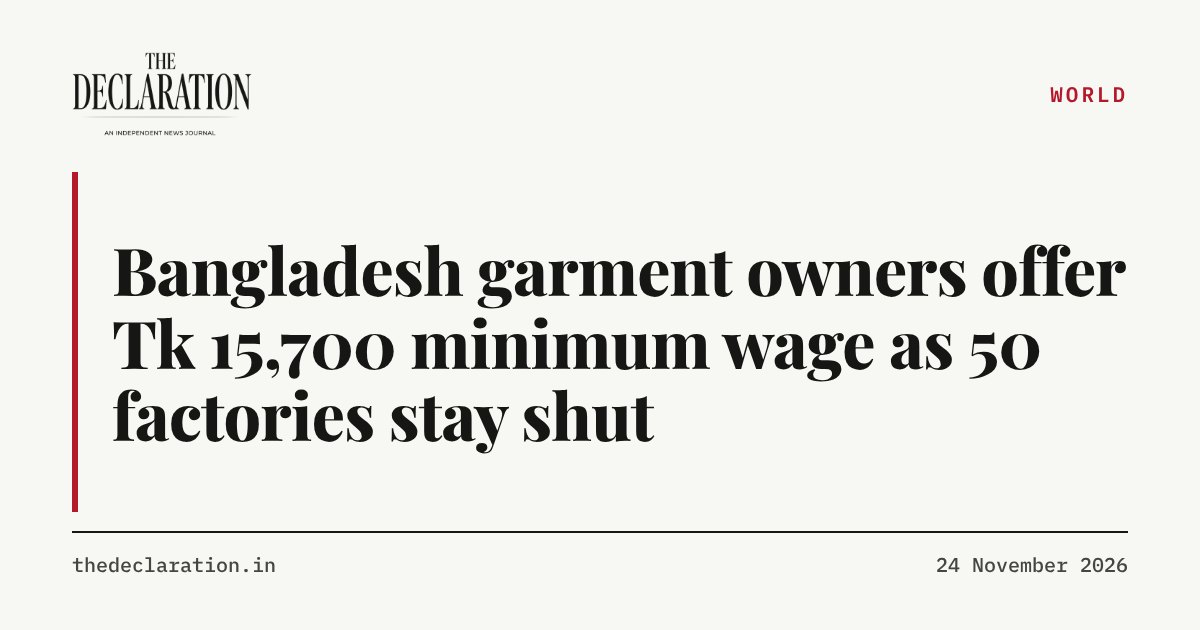 THE
DECLARATION
AN INDEPENDENT NEWS JOURNAL
WORLD
Bangladesh garment owners offer
Tk 15,700 minimum wage as 50
factories stay shut
thedeclaration.in
24 November 2026